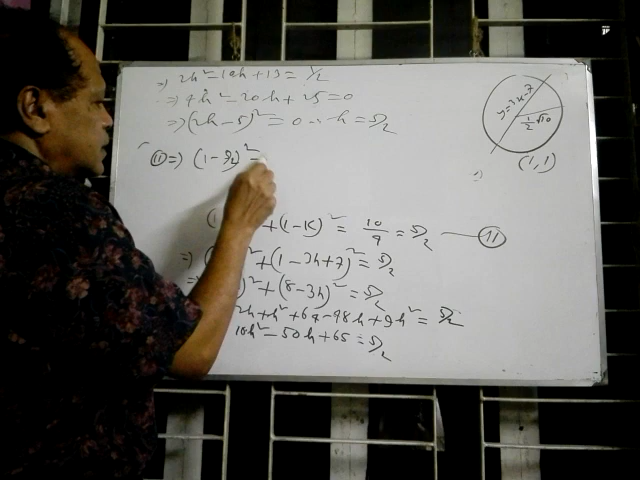 ⇒ 2h² - 10h + 13 = 1/2
⇒ 4h² - 20h + 25 = 0
⇒ (2h - 5)² = 0 ∴ h = 5/2
y = 3x - 7
1/2 √10
(1, 1)
(11) ⇒ (1 - 5/2)² =
+ (1 - K)² = 10/4 = 5/2 — (11)
⇒ ( )² + (1 - 3h + 7)² = 5/2
⇒ )² + (8 - 3h)² = 5/2
2h + h² + 64 - 48h + 9h² = 5/2
10h² - 50h + 65 = 5/2